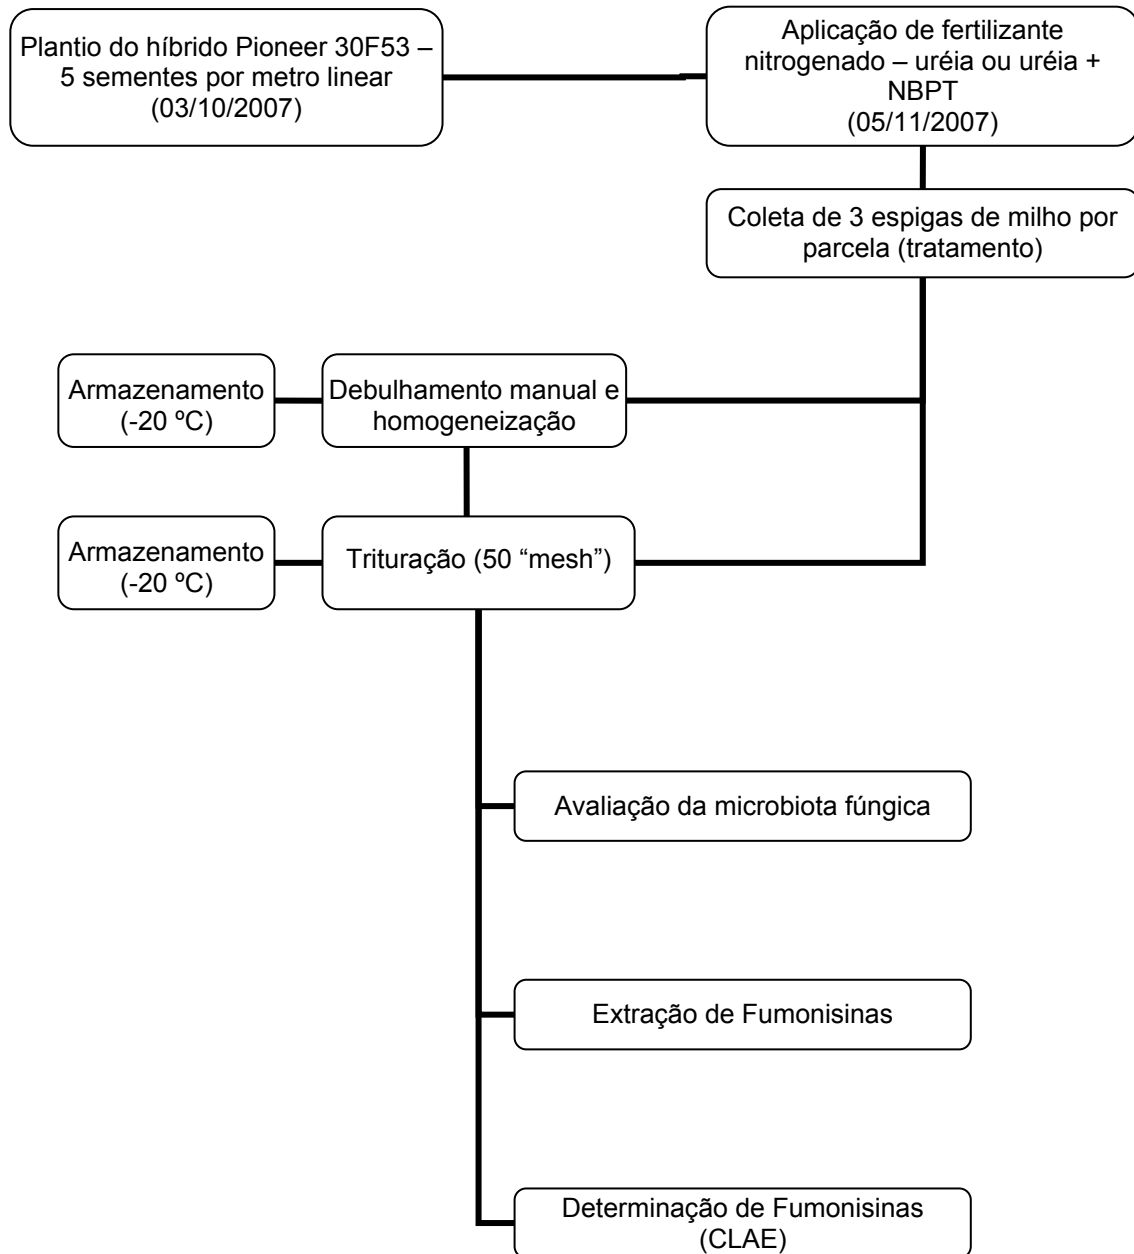 Plantio do híbrido Pioneer 30F53 –
5 sementes por metro linear
(03/10/2007)
Aplicação de fertilizante
nitrogenado – uréia ou uréia +
NBPT
(05/11/2007)
Coleta de 3 espigas de milho por
parcela (tratamento)
Armazenamento
(-20 ºC)
Debulhamento manual e
homogeneização
Armazenamento
(-20 ºC)
Trituração (50 “mesh”)
Avaliação da microbiota fúngica
Extração de Fumonisinas
Determinação de Fumonisinas
(CLAE)